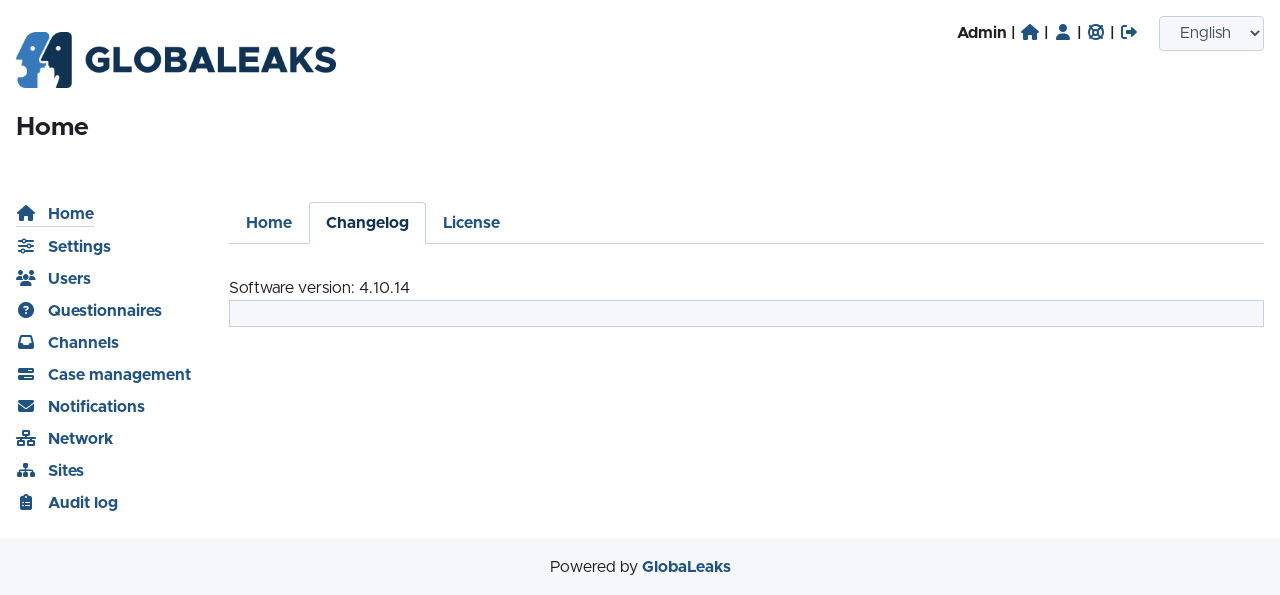 Admin | | | |
English
GLOBALEAKS
Home
Home
Settings
Users
Questionnaires
Channels
Case management
Notifications
Network
Sites
Audit log
Home Changelog License
Software version: 4.10.14
Powered by GlobaLeaks